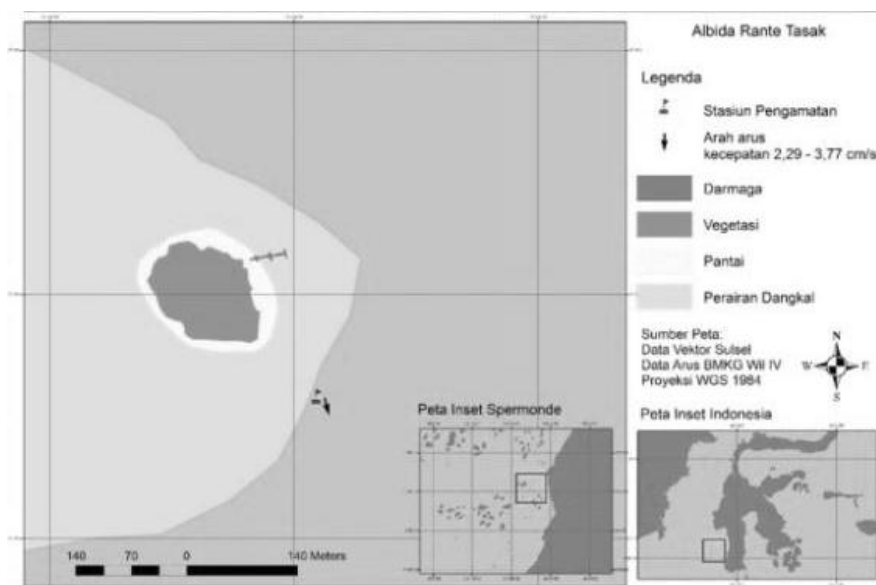 Albida Rante Tasak
Legenda
Stasiun Pengamatan
Arah arus
kecepatan 2,29 - 3,77 cm/s
Darmaga
Vegetasi
Pantai
Perairan Dangkal
Sumber Peta:
Data Vektor Sulsel
Data Arus BMKG Wil IV
Proyeksi WGS 1984
N
W
E
S
Peta Inset Spermonde
Peta Inset Indonesia
140 70 0 140 Meters